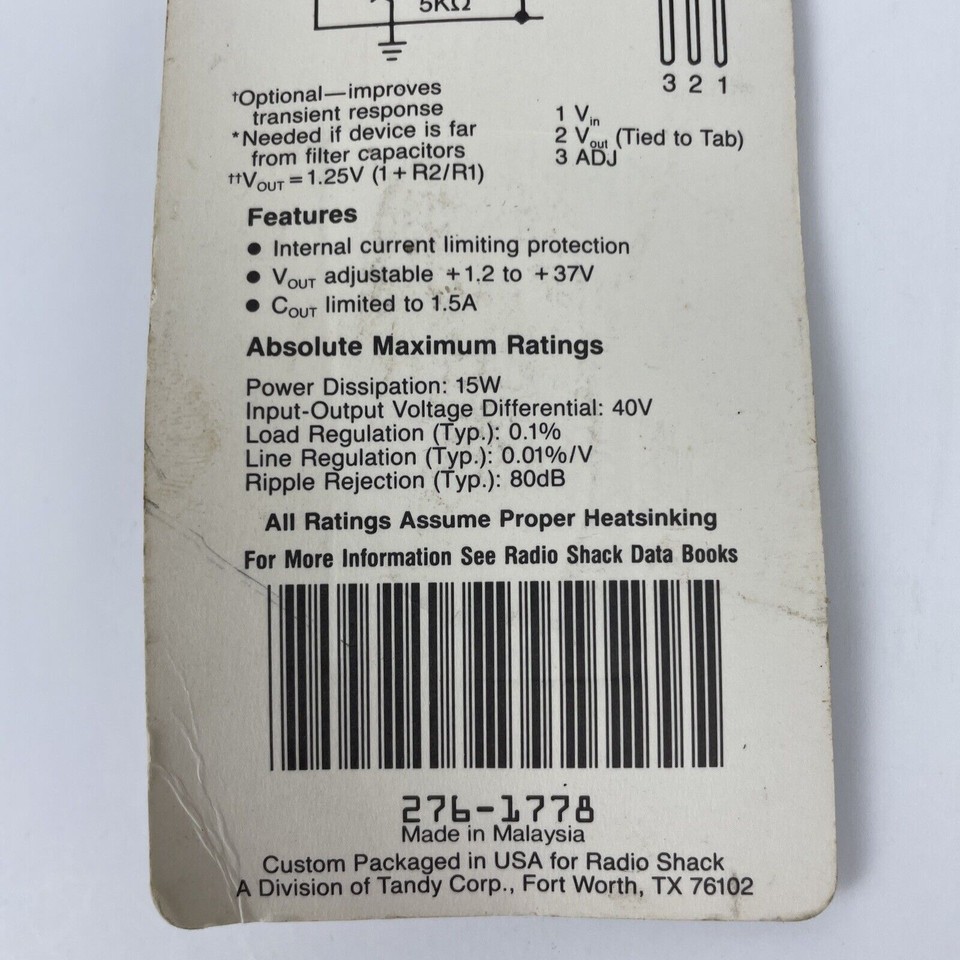 5KΩ
3 2 1
†Optional—improves
transient response
*Needed if device is far
from filter capacitors
††VOUT = 1.25V (1 + R2/R1)
1 Vin
2 Vout (Tied to Tab)
3 ADJ
Features
● Internal current limiting protection
● VOUT adjustable +1.2 to +37V
● COUT limited to 1.5A
Absolute Maximum Ratings
Power Dissipation: 15W
Input-Output Voltage Differential: 40V
Load Regulation (Typ.): 0.1%
Line Regulation (Typ.): 0.01%/V
Ripple Rejection (Typ.): 80dB
All Ratings Assume Proper Heatsinking
For More Information See Radio Shack Data Books
276-1778
Made in Malaysia
Custom Packaged in USA for Radio Shack
A Division of Tandy Corp., Fort Worth, TX 76102